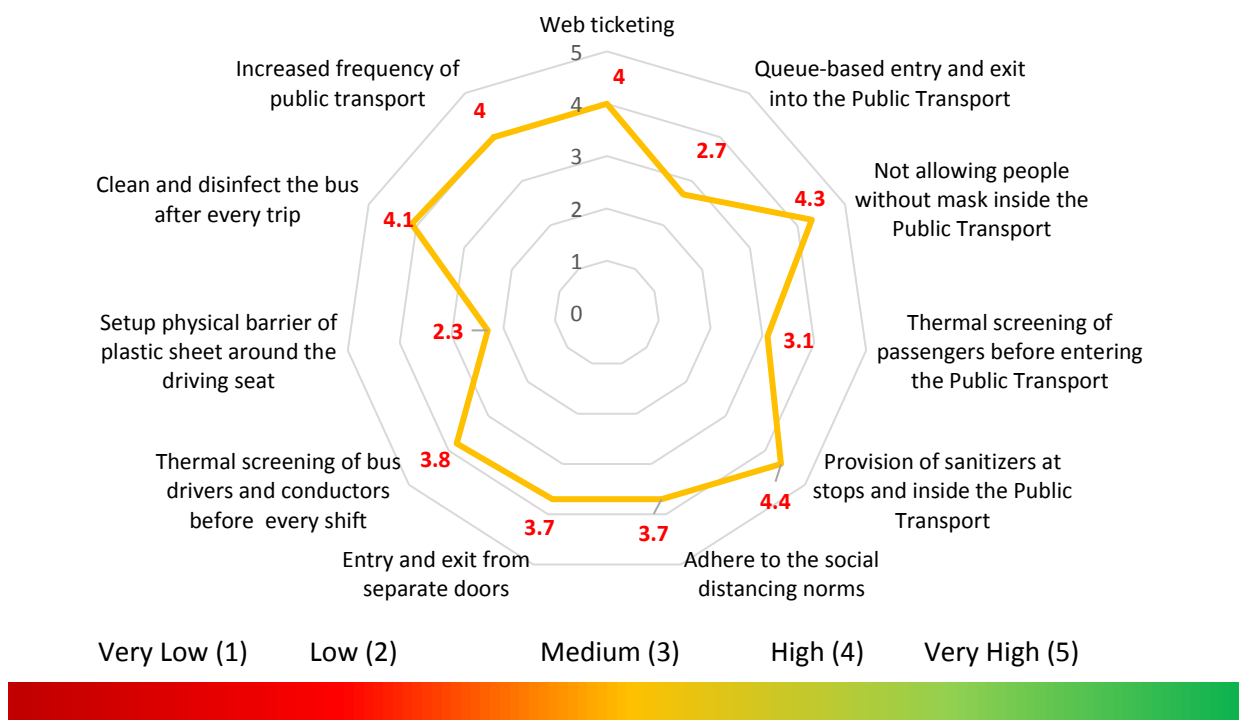 Web ticketing
Increased frequency of
public transport
Queue-based entry and exit
into the Public Transport
5
4
4
4
3
2
1
0
2.7
Clean and disinfect the bus
after every trip
4.1
4.3
Not allowing people
without mask inside the
Public Transport
Setup physical barrier of
plastic sheet around the
driving seat
2.3
3.1
Thermal screening of
passengers before entering
the Public Transport
Thermal screening of bus
drivers and conductors
before  every shift
3.8
4.4
Provision of sanitizers at
stops and inside the Public
Transport
Entry and exit from
separate doors
3.7
3.7
Adhere to the social
distancing norms
Very Low (1) Low (2) Medium (3) High (4) Very High (5)